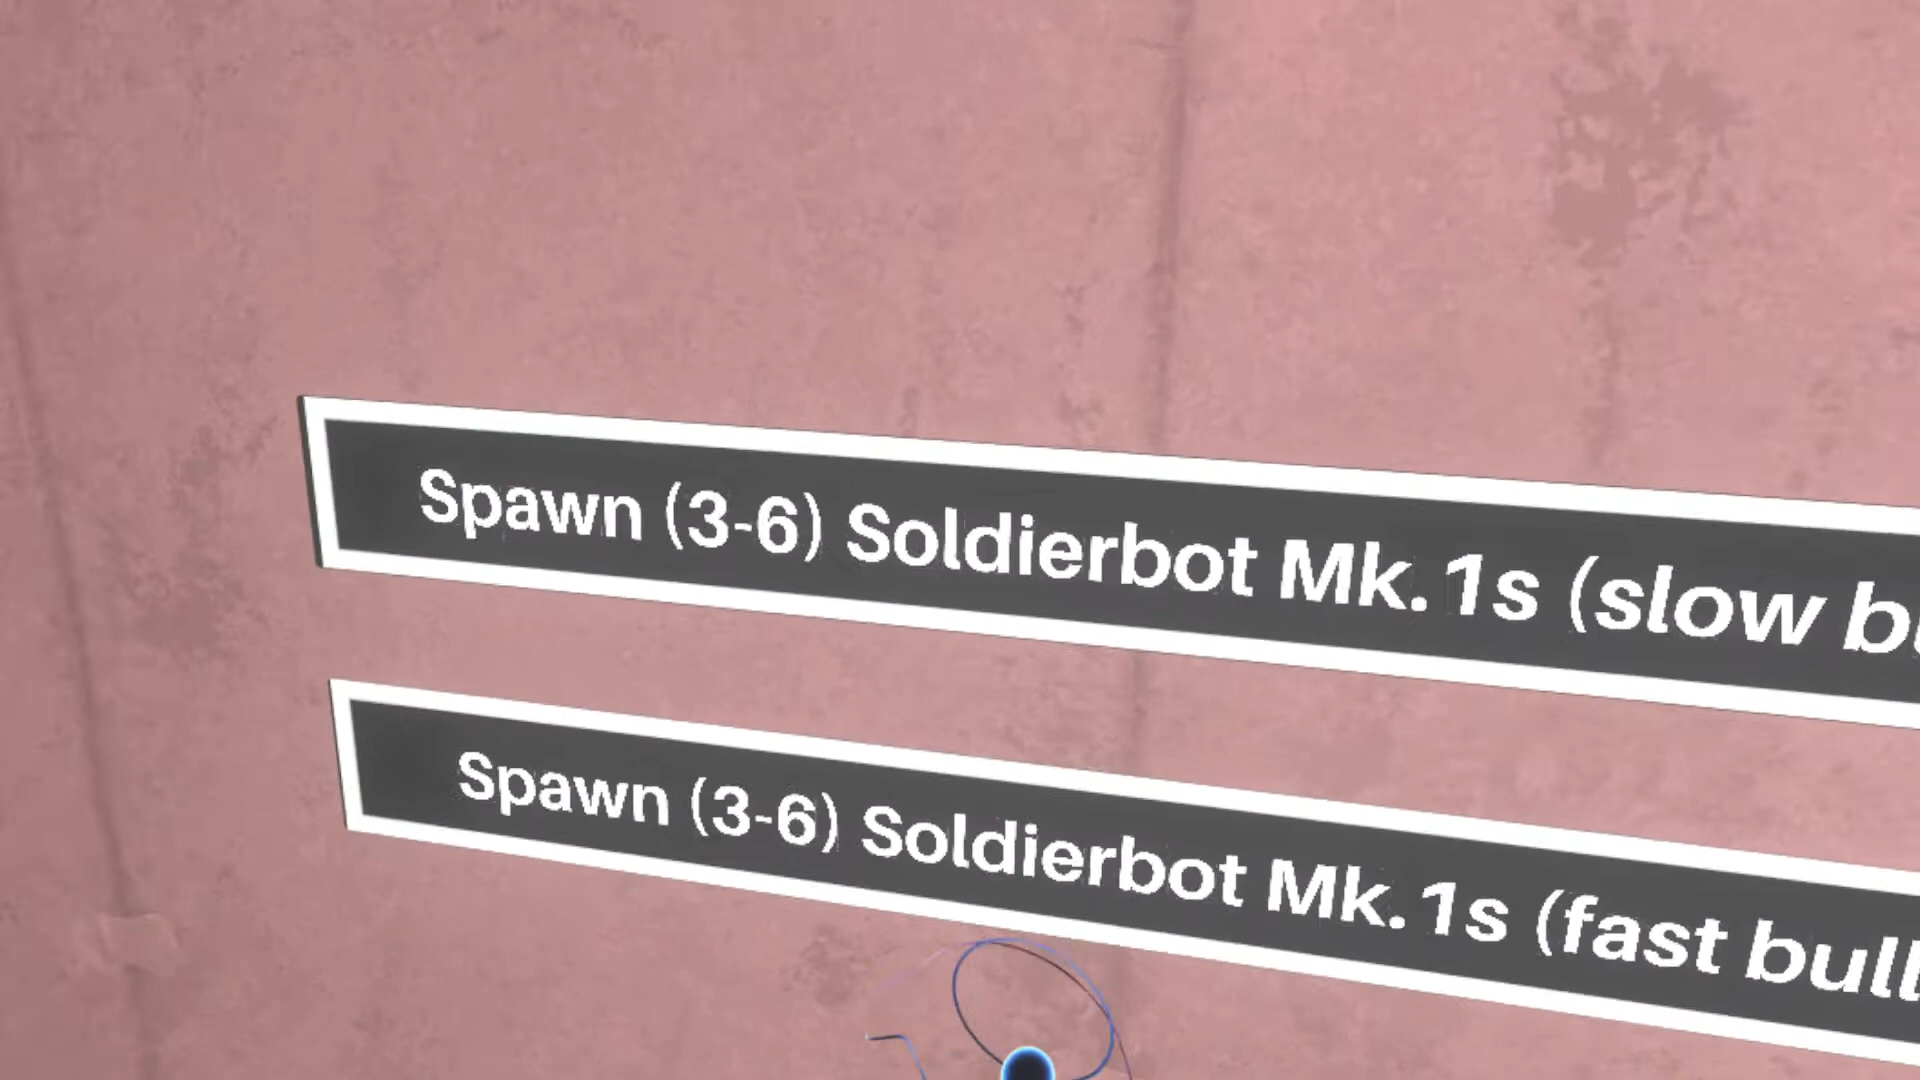 Spawn (3-6) Soldierbot Mk. 1s (slow
Spawn (3-6) Soldierbot Mk. 1s (fast